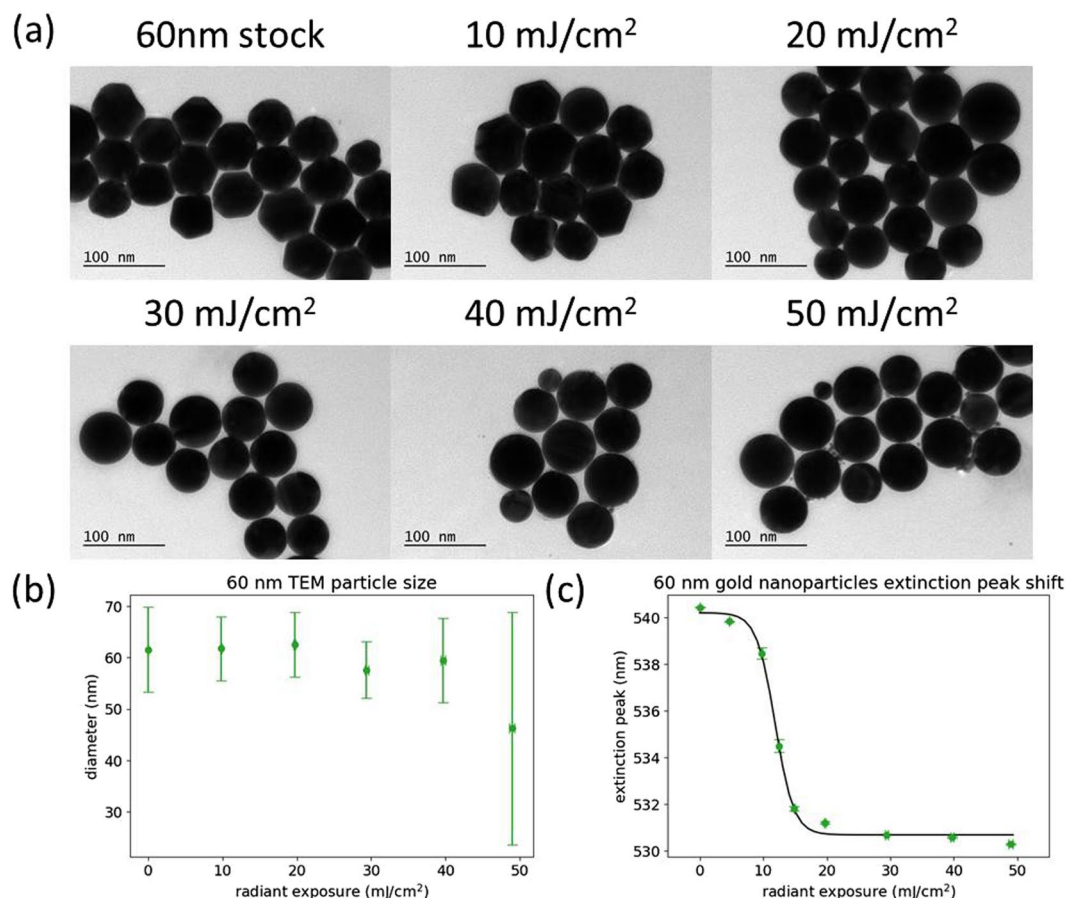 (a)
60nm stock
10 mJ/cm²
20 mJ/cm²
100 nm
100 nm
100 nm
30 mJ/cm²
40 mJ/cm²
50 mJ/cm²
100 nm
100 nm
100 nm
(b)
60 nm TEM particle size
70
60
50
40
30
diameter (nm)
0
10
20
30
40
50
radiant exposure (mJ/cm²)
(c)
60 nm gold nanoparticles extinction peak shift
540
538
536
534
532
530
extinction peak (nm)
0
10
20
30
40
50
radiant exposure (mJ/cm²)